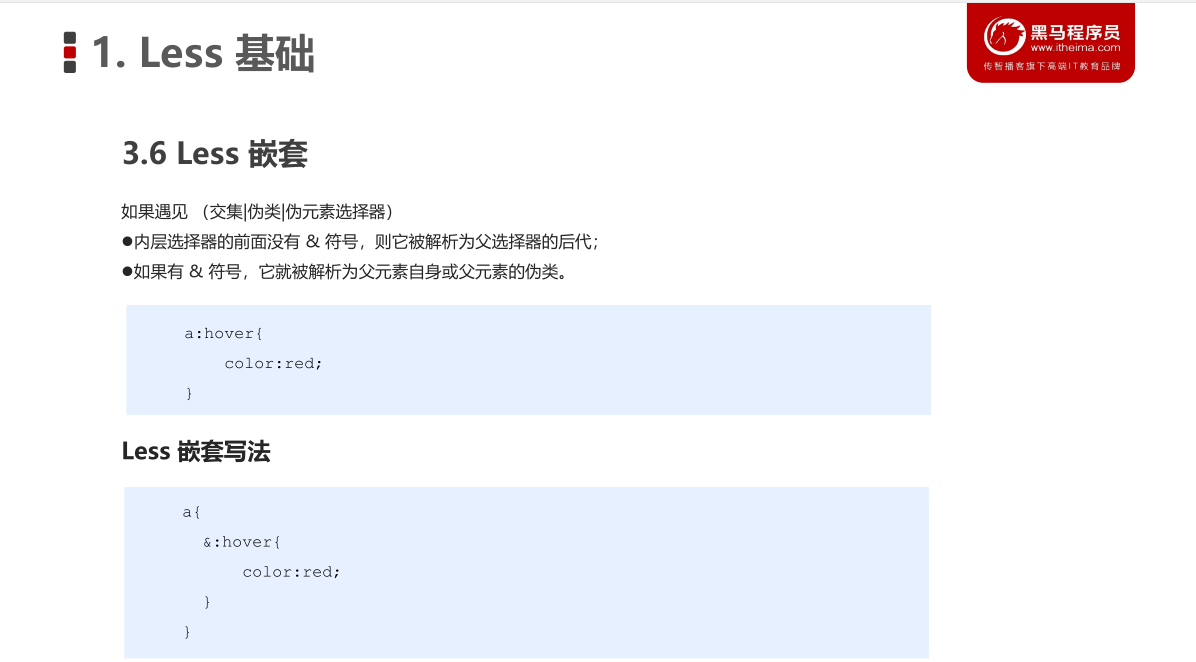 1. Less 基础
黑马程序员
www.itheima.com
传智播客旗下高端IT教育品牌
3.6 Less 嵌套
如果遇见 （交集|伪类|伪元素选择器）
●内层选择器的前面没有 & 符号，则它被解析为父选择器的后代；
●如果有 & 符号，它就被解析为父元素自身或父元素的伪类。
a:hover{
color:red;
}
Less 嵌套写法
a{
&:hover{
color:red;
}
}